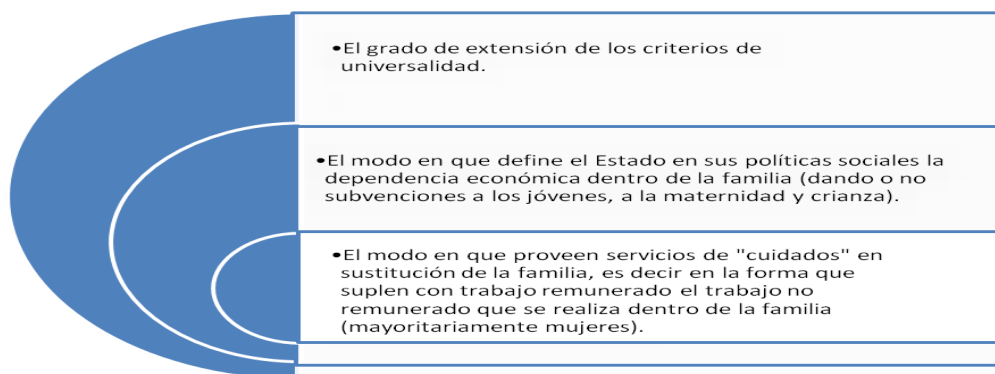 •El grado de extensión de los criterios de
universalidad.
•El modo en que define el Estado en sus políticas sociales la
dependencia económica dentro de la familia (dando o no
subvenciones a los jóvenes, a la maternidad y crianza).
•El modo en que proveen servicios de "cuidados" en
sustitución de la familia, es decir en la forma que
suplen con trabajo remunerado el trabajo no
remunerado que se realiza dentro de la familia
(mayoritariamente mujeres).